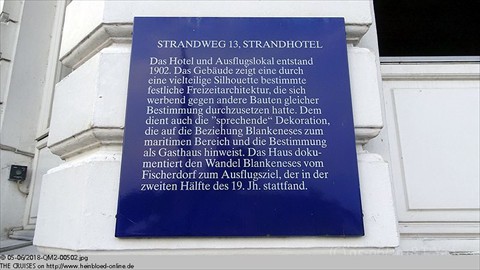 STRANDWEG 13, STRANDHOTEL
Das Hotel und Ausflugslokal entstand
1902. Das Gebäude zeigt eine durch
eine vielteilige Silhouette bestimmte
festliche Freizeitarchitektur, die sich
werbend gegen andere Bauten gleicher
Bestimmung durchzusetzen hatte. Dem
dient auch die "sprechende" Dekoration,
die auf die Beziehung Blankeneses zum
maritimen Bereich und die Bestimmung
als Gasthaus hinweist. Das Haus doku-
mentiert den Wandel Blankeneses vom
Fischerdorf zum Ausflugsziel, der in der
zweiten Hälfte des 19. Jh. stattfand.
© 05-06/2018-QM2-00502.jpg
THE CRUISES on http://www.heinbloed-online.de